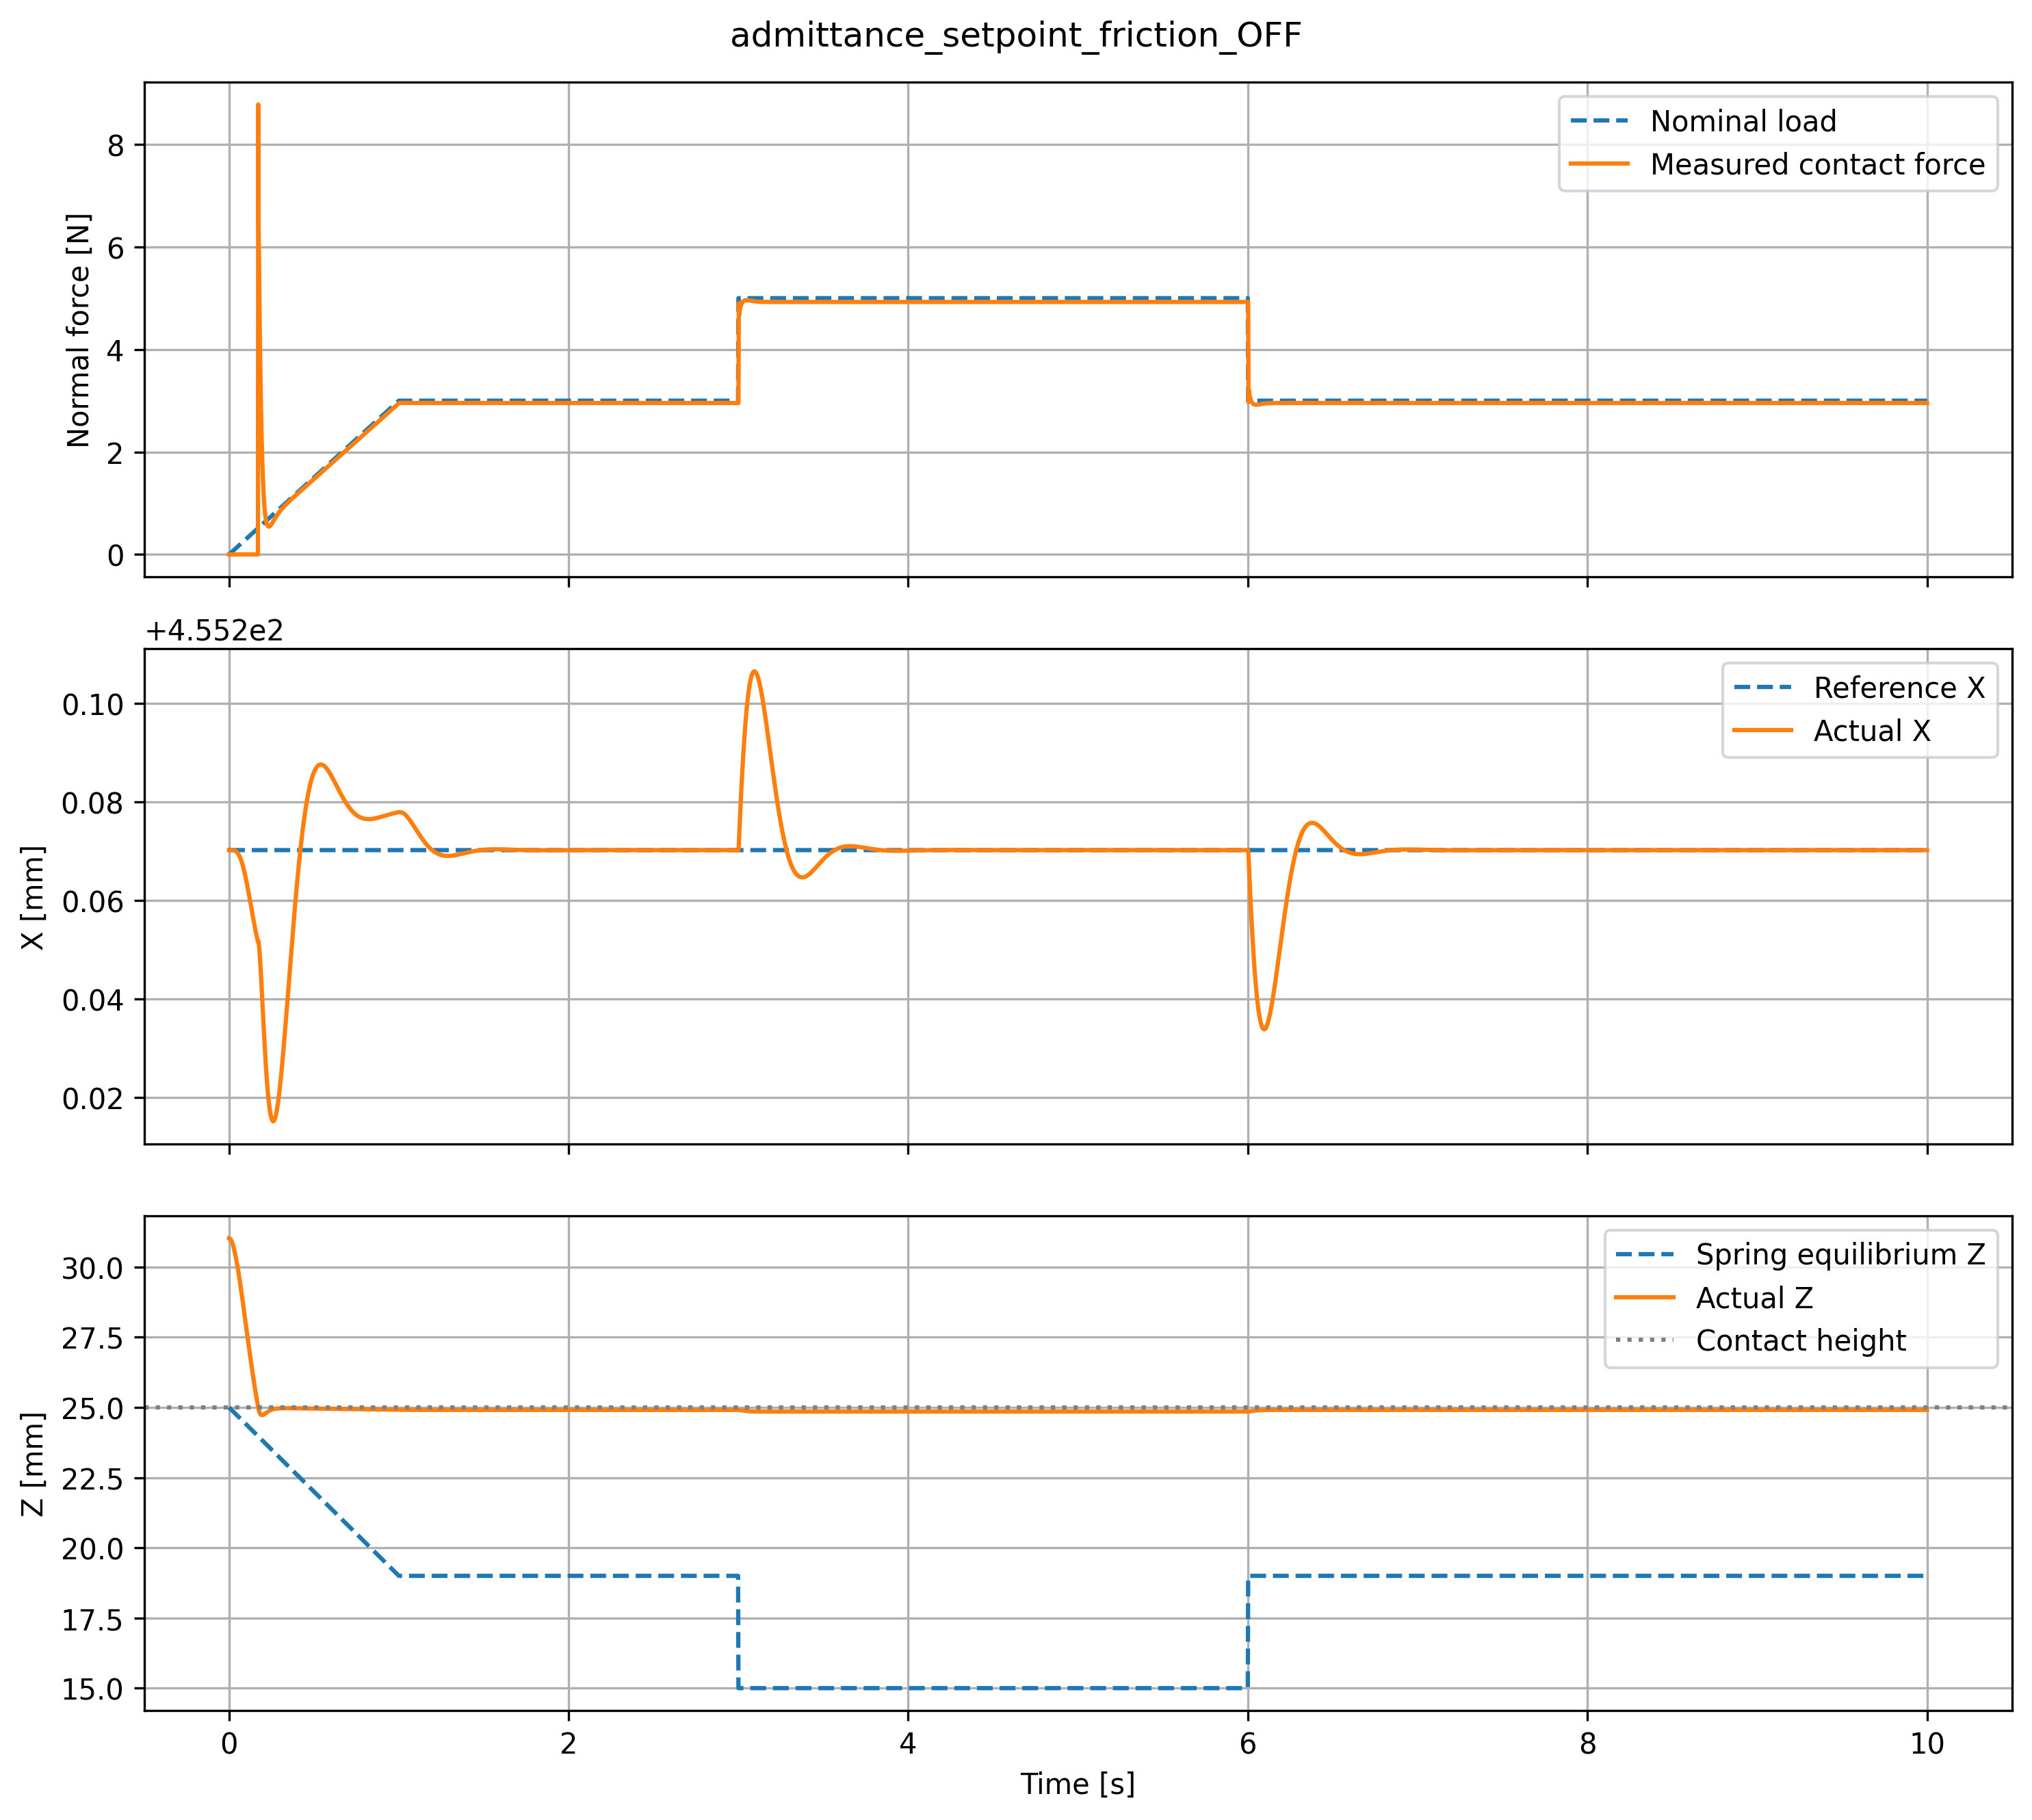 admittance_setpoint_friction_OFF
Normal force [N]
8
6
4
2
0
Nominal load
Measured contact force
+4.552e2
X [mm]
0.10
0.08
0.06
0.04
0.02
Reference X
Actual X
Z [mm]
30.0
27.5
25.0
22.5
20.0
17.5
15.0
Spring equilibrium Z
Actual Z
Contact height
0 2 4 6 8 10
Time [s]